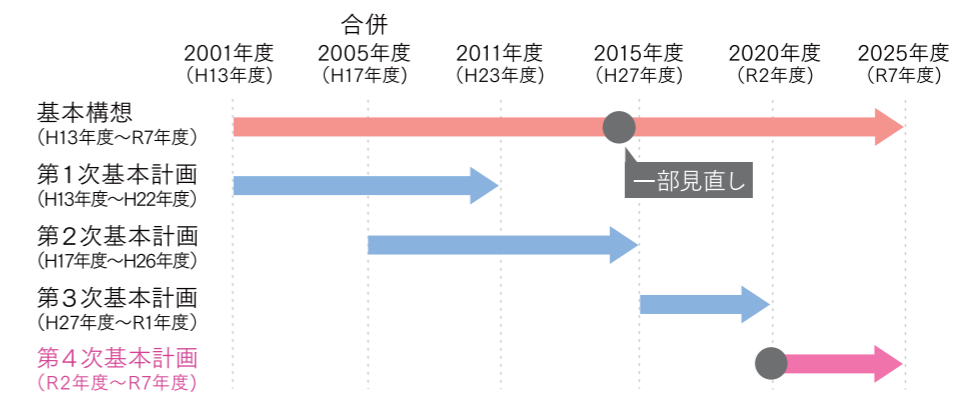 合併
2001年度 2005年度 2011年度 2015年度 2020年度 2025年度
（H13年度） （H17年度） （H23年度） （H27年度） （R2年度） （R7年度）
基本構想
（H13年度〜R7年度）
一部見直し
第1次基本計画
（H13年度〜H22年度）
第2次基本計画
（H17年度〜H26年度）
第3次基本計画
（H27年度〜R1年度）
第4次基本計画
（R2年度〜R7年度）